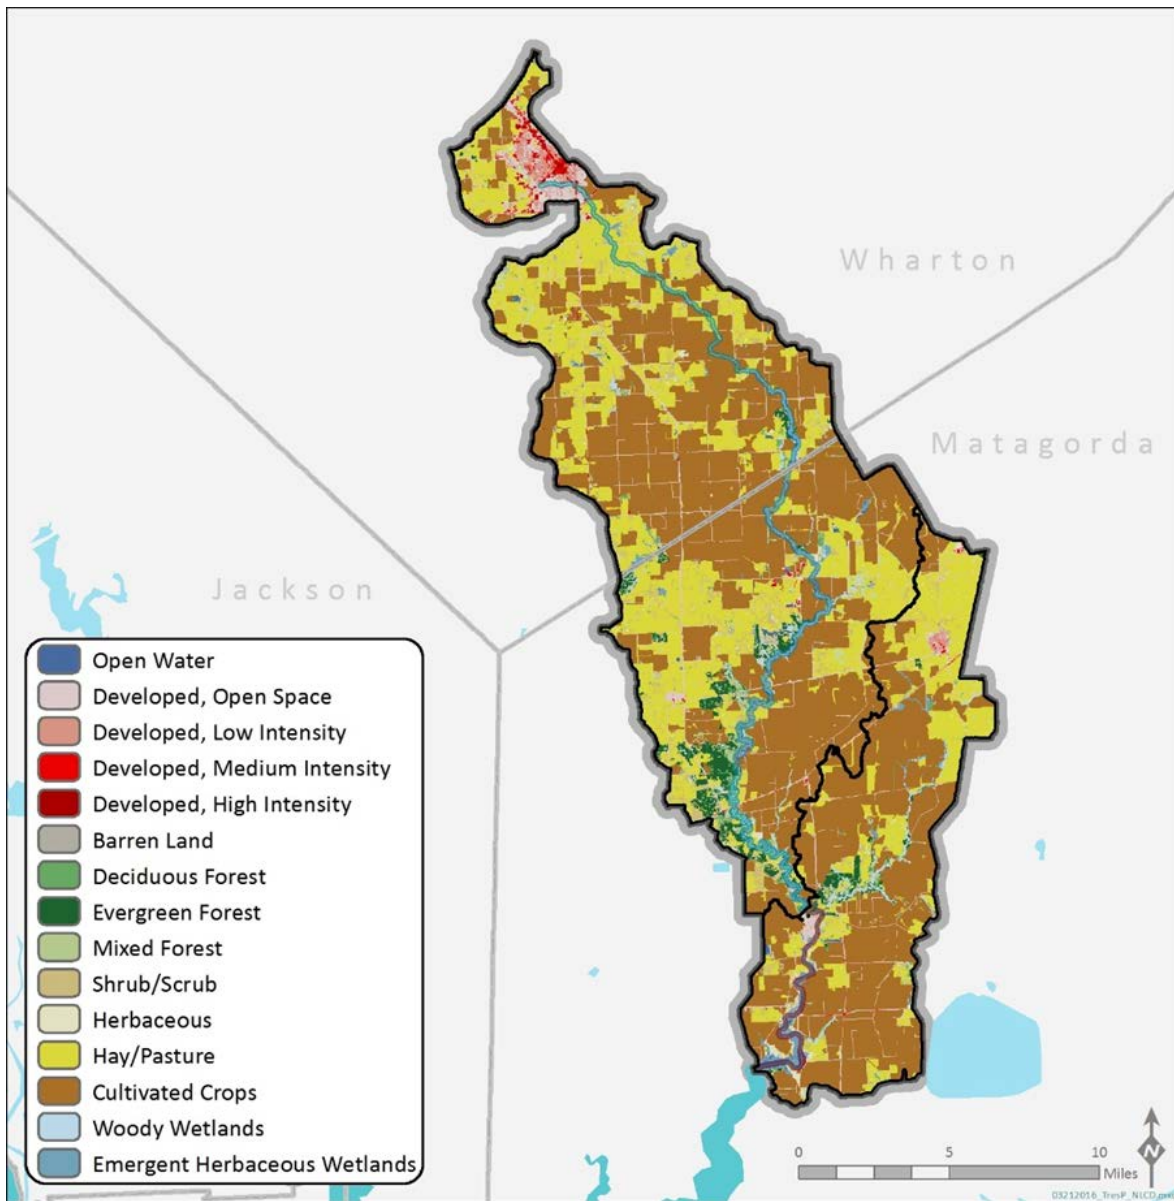 Wharton
Matagorda
Jackson
Open Water
Developed, Open Space
Developed, Low Intensity
Developed, Medium Intensity
Developed, High Intensity
Barren Land
Deciduous Forest
Evergreen Forest
Mixed Forest
Shrub/Scrub
Herbaceous
Hay/Pasture
Cultivated Crops
Woody Wetlands
Emergent Herbaceous Wetlands
N
0 5 10
Miles